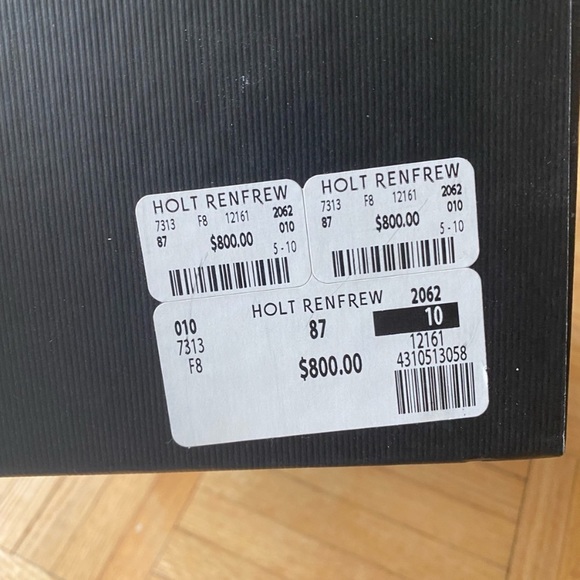 HOLT RENFREW
7313 F8 12161 2062
87 $800.00 010
5-10
HOLT RENFREW
7313 F8 12161 2062
87 $800.00 010
5-10
HOLT RENFREW 2062
010 87 10
7313 12161
F8 $800.00 4310513058